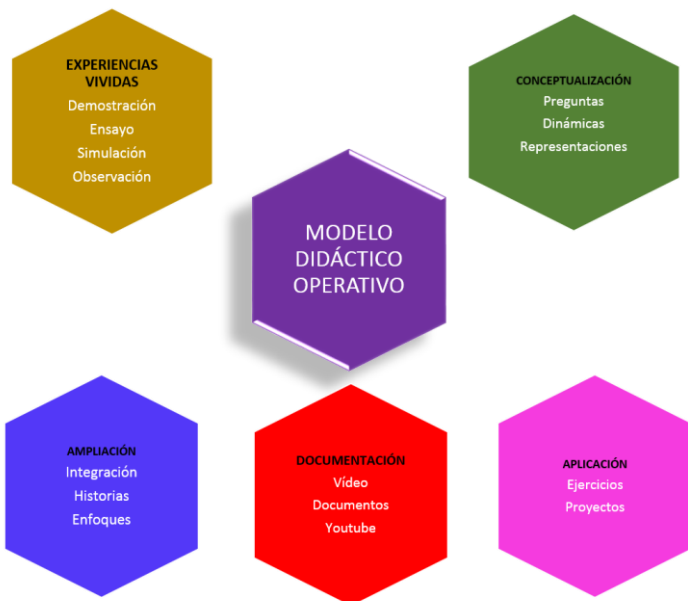 EXPERIENCIAS
VIVIDAS
Demostración
Ensayo
Simulación
Observación
CONCEPTUALIZACIÓN
Preguntas
Dinámicas
Representaciones
MODELO
DIDÁCTICO
OPERATIVO
AMPLIACIÓN
Integración
Historias
Enfoques
DOCUMENTACIÓN
Vídeo
Documentos
Youtube
APLICACIÓN
Ejercicios
Proyectos